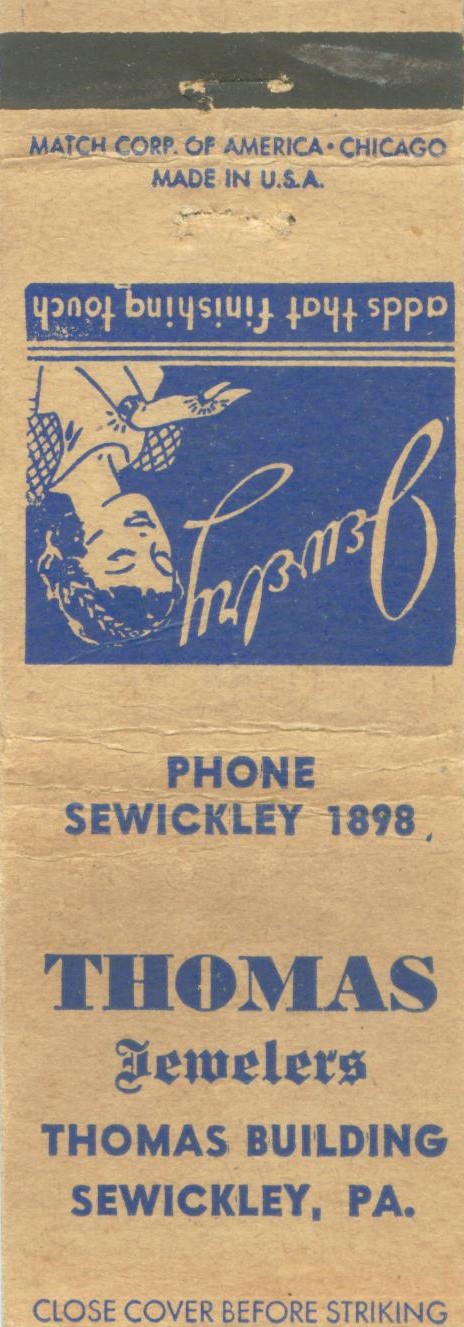 MATCH CORP. OF AMERICA • CHICAGO
MADE IN U.S.A.
Jewelry
adds that finishing touch
PHONE
SEWICKLEY 1898
THOMAS
Jewelers
THOMAS BUILDING
SEWICKLEY, PA.
CLOSE COVER BEFORE STRIKING